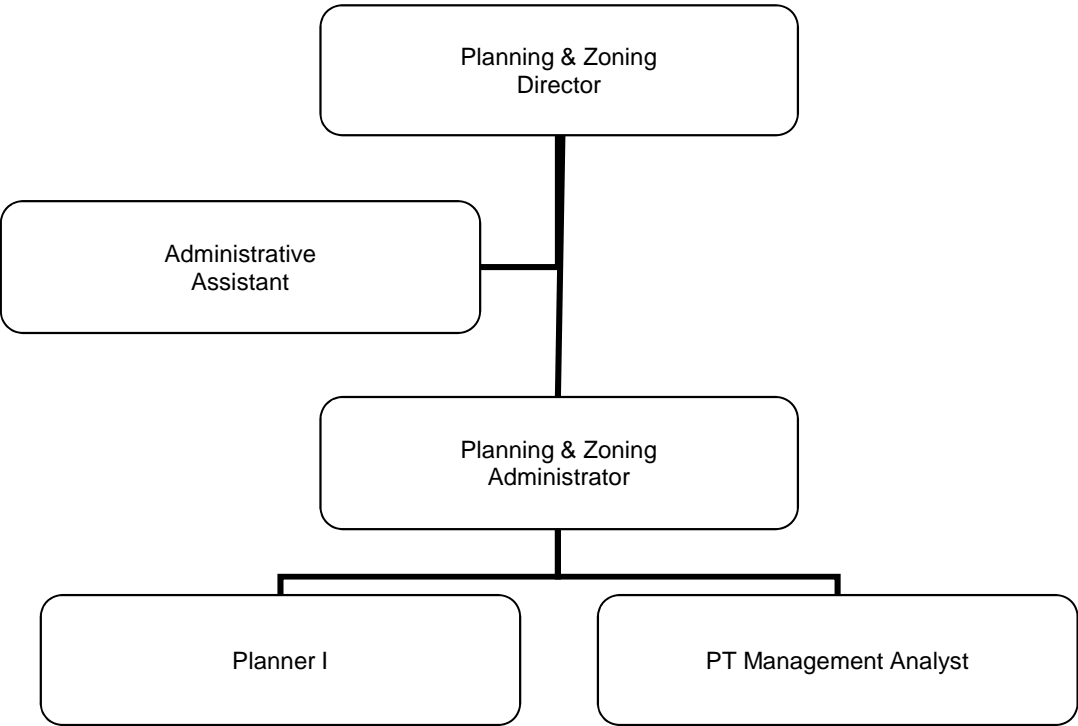 Planning & Zoning
Director
Administrative
Assistant
Planning & Zoning
Administrator
Planner I
PT Management Analyst